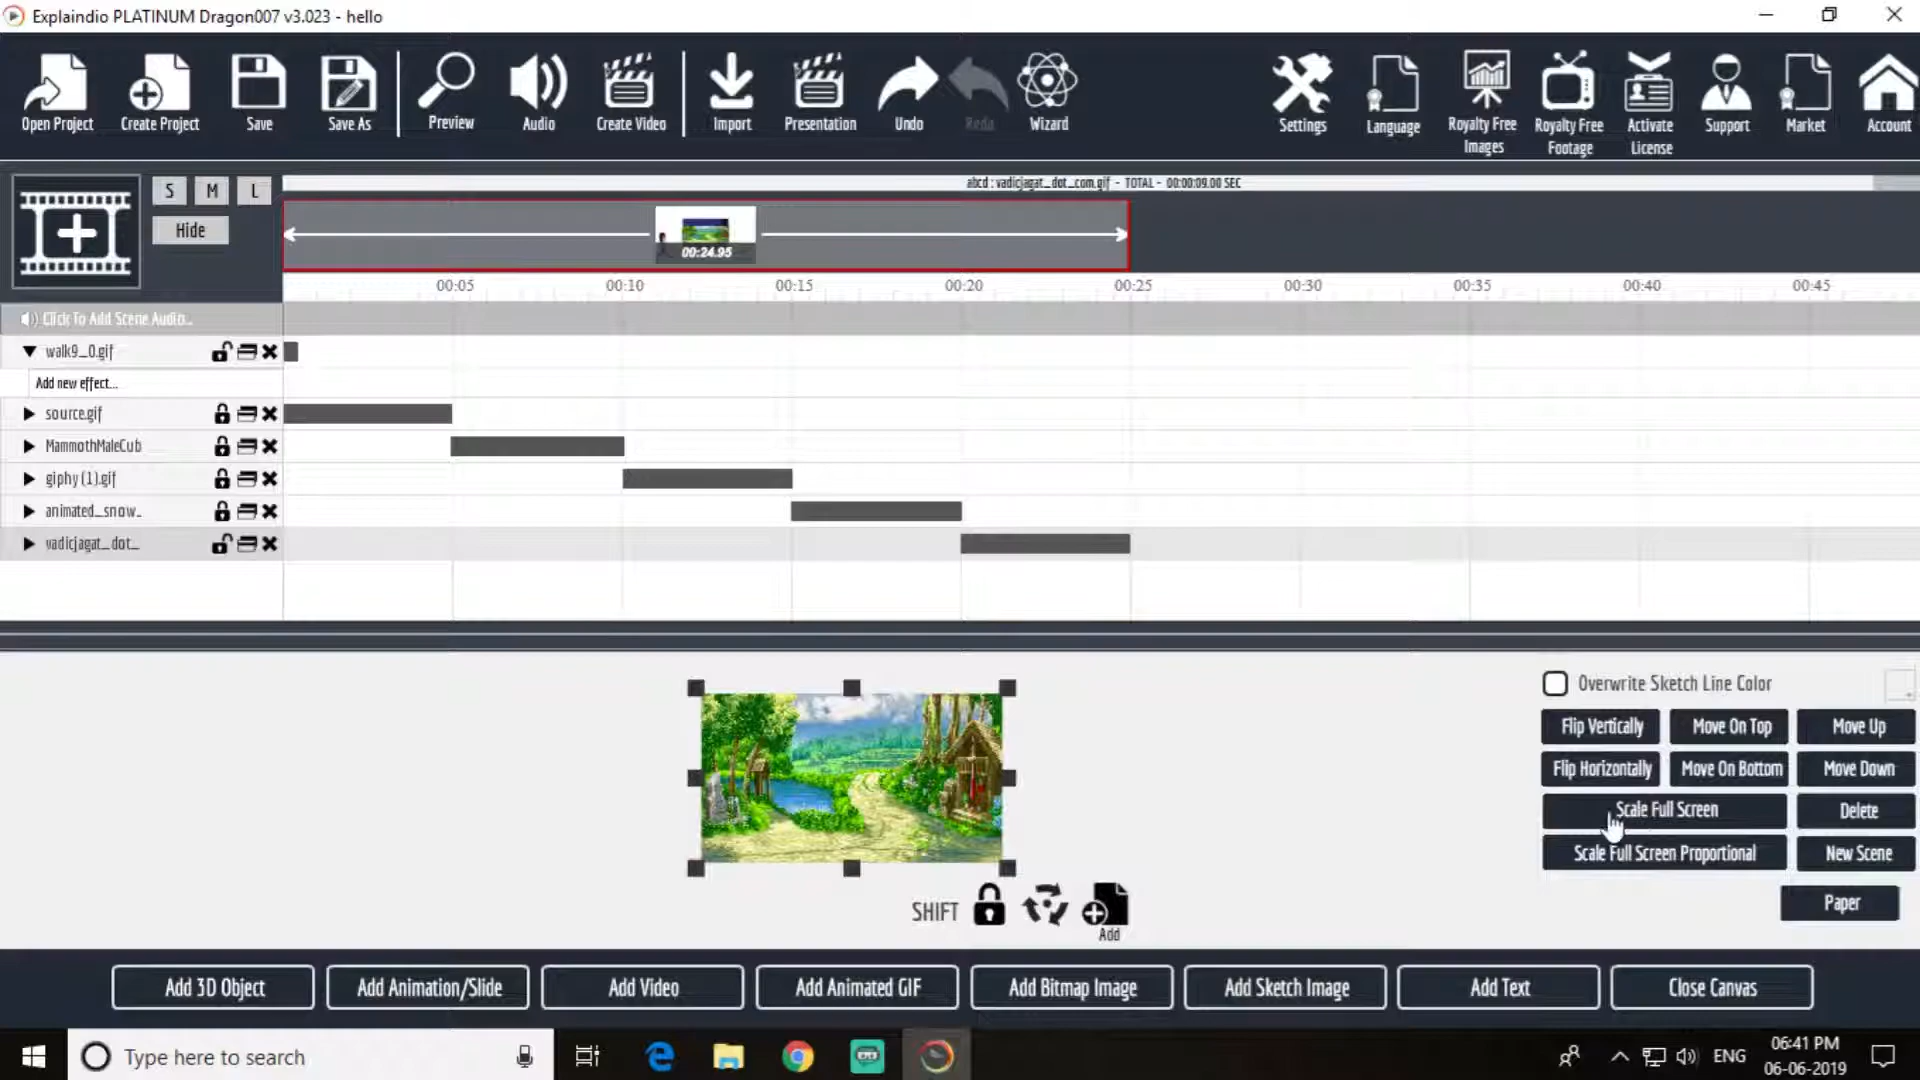 Explaindio PLATINUM Dragon007 v3.023 - hello
Open Project
Create Project
Save
Save As
Preview
Audio
Create Video
Import
Presentation
Undo
Redo
Wizard
Settings
Language
Royalty Free Images
Royalty Free Footage
Activate License
Support
Market
Account
S M L
Hide
abcd : vadicjagat_dot_com.gif - TOTAL - 00:00:09.00 SEC
00:24.95
00:05 00:10 00:15 00:20 00:25 00:30 00:35 00:40 00:45
Click To Add Scene Audio...
walk9_0.gif
Add new effect...
source.gif
MammothMaleCub
giphy (1).gif
animated_snow_
vadicjagat_dot_
Overwrite Sketch Line Color
Flip Vertically Move On Top Move Up
Flip Horizontally Move On Bottom Move Down
Scale Full Screen Delete
Scale Full Screen Proportional New Scene
Paper
SHIFT
Add
Add 3D Object Add Animation/Slide Add Video Add Animated GIF Add Bitmap Image Add Sketch Image Add Text Close Canvas
Type here to search
ENG
06:41 PM
06-06-2019